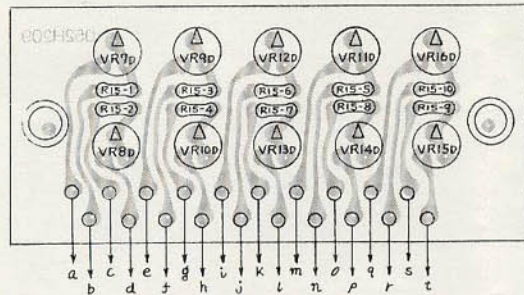 VR7D VR9D VR12D VR11D VR16D
R15-1 R15-3 R15-6 R15-5 R15-10
R15-2 R15-4 R15-7 R15-8 R15-9
VR8D VR10D VR13D VR14D VR15D
a c e g i k m o q s
b d f h j l n p r t